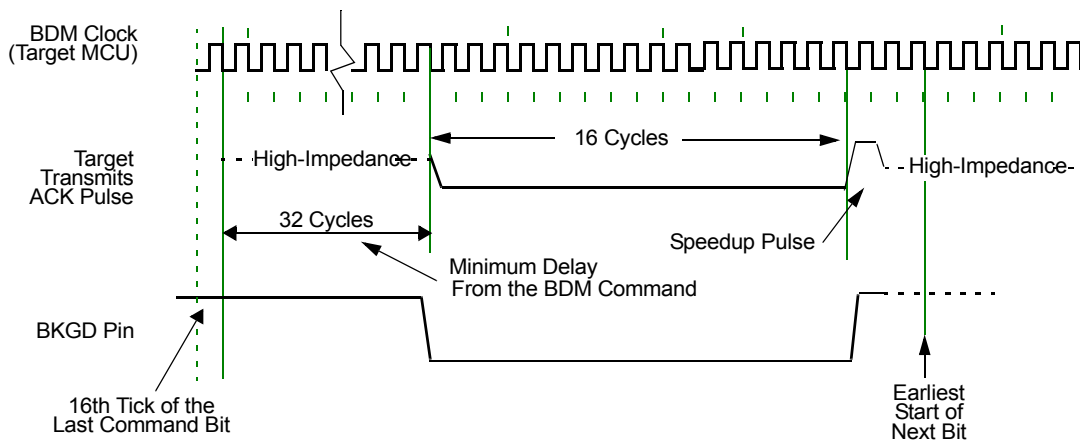 BDM Clock
(Target MCU)
16 Cycles
Target
Transmits
ACK Pulse
High-Impedance
High-Impedance
32 Cycles
Speedup Pulse
Minimum Delay
From the BDM Command
BKGD Pin
16th Tick of the
Last Command Bit
Earliest
Start of
Next Bit